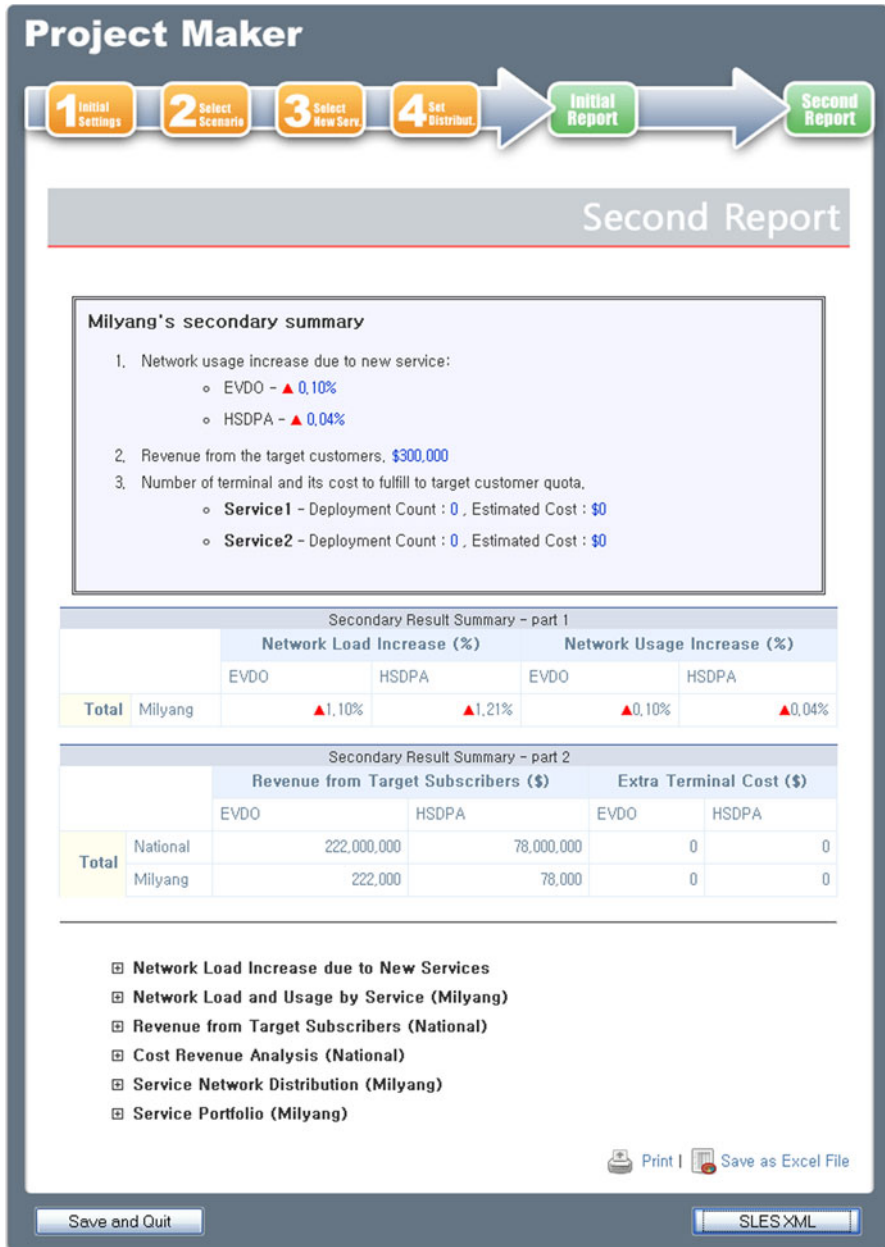 Project Maker
1 Initial Settings
2 Select Scenario
3 Select New Serv.
4 Set Distribut.
Initial Report
Second Report
Second Report
Milyang's secondary summary
1. Network usage increase due to new service:
EVDO - ▲ 0.10%
HSDPA - ▲ 0.04%
2. Revenue from the target customers, $300,000
3. Number of terminal and its cost to fulfill to target customer quota,
Service1 - Deployment Count : 0 , Estimated Cost : $0
Service2 - Deployment Count : 0 , Estimated Cost : $0
Secondary Result Summary - part 1
Network Load Increase (%) Network Usage Increase (%)
EVDO HSDPA EVDO HSDPA
Total Milyang ▲1.10% ▲1.21% ▲0.10% ▲0.04%
Secondary Result Summary - part 2
Revenue from Target Subscribers ($) Extra Terminal Cost ($)
EVDO HSDPA EVDO HSDPA
Total
National 222,000,000 78,000,000 0 0
Milyang 222,000 78,000 0 0
Network Load Increase due to New Services
Network Load and Usage by Service (Milyang)
Revenue from Target Subscribers (National)
Cost Revenue Analysis (National)
Service Network Distribution (Milyang)
Service Portfolio (Milyang)
Print | Save as Excel File
Save and Quit SLES XML